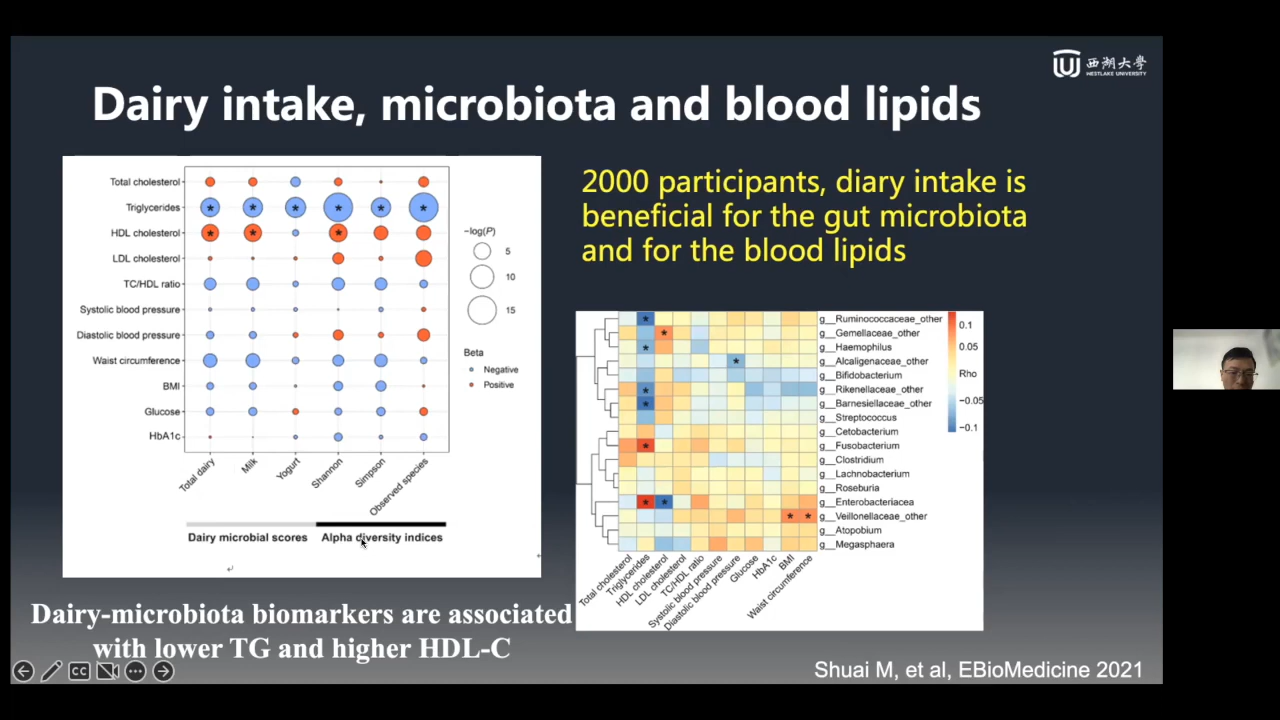 西湖大學
WESTLAKE UNIVERSITY
Dairy intake, microbiota and blood lipids
Total cholesterol
Triglycerides
HDL cholesterol
LDL cholesterol
TC/HDL ratio
Systolic blood pressure
Diastolic blood pressure
Waist circumference
BMI
Glucose
HbA1c
Total dairy
Milk
Yogurt
Shannon
Simpson
Observed species
Dairy microbial scores
Alpha diversity indices
−log(P)
5
10
15
Beta
Negative
Positive
2000 participants, diary intake is
beneficial for the gut microbiota
and for the blood lipids
g__Ruminococcaceae_other
g__Gemellaceae_other
g__Haemophilus
g__Alcaligenaceae_other
g__Bifidobacterium
g__Rikenellaceae_other
g__Barnesiellaceae_other
g__Streptococcus
g__Cetobacterium
g__Fusobacterium
g__Clostridium
g__Lachnobacterium
g__Roseburia
g__Enterobacteriacea
g__Veillonellaceae_other
g__Atopobium
g__Megasphaera
0.1
0.05
Rho
−0.05
−0.1
Total cholesterol
Triglycerides
HDL cholesterol
LDL cholesterol
TC/HDL ratio
Systolic blood pressure
Diastolic blood pressure
Glucose
HbA1c
BMI
Waist circumference
Dairy-microbiota biomarkers are associated
with lower TG and higher HDL-C
CC
Shuai M, et al, EBioMedicine 2021